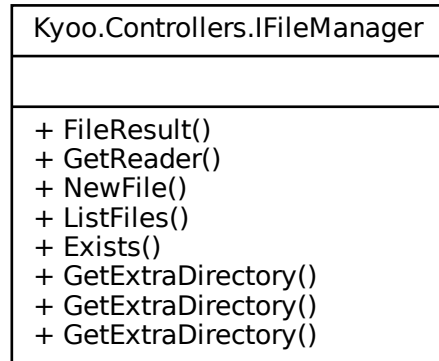 Kyoo.Controllers.IFileManager
+ FileResult()
+ GetReader()
+ NewFile()
+ ListFiles()
+ Exists()
+ GetExtraDirectory()
+ GetExtraDirectory()
+ GetExtraDirectory()